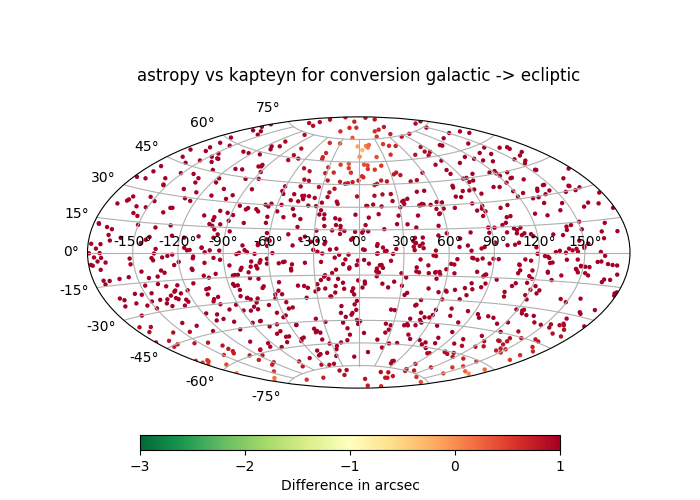 astropy vs kapteyn for conversion galactic -> ecliptic
75°
60°
45°
30°
15°
-150° -120° -90° -60° -30° 0° 30° 60° 90° 120° 150°
0°
-15°
-30°
-45°
-60°
-75°
−3 −2 −1 0 1
Difference in arcsec